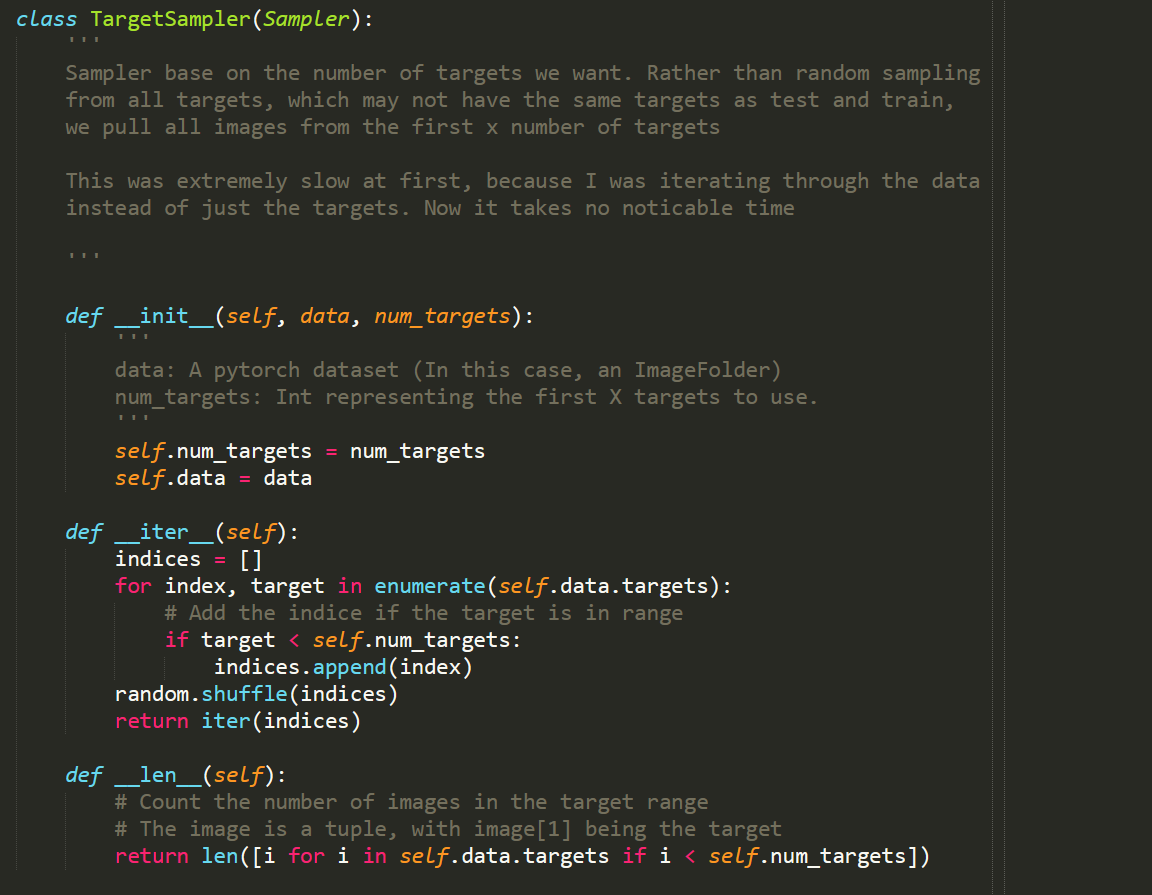 class TargetSampler(Sampler):
    '''
    Sampler base on the number of targets we want. Rather than random sampling
    from all targets, which may not have the same targets as test and train,
    we pull all images from the first x number of targets

    This was extremely slow at first, because I was iterating through the data
    instead of just the targets. Now it takes no noticable time

    '''

    def __init__(self, data, num_targets):
        '''
        data: A pytorch dataset (In this case, an ImageFolder)
        num_targets: Int representing the first X targets to use.
        '''
        self.num_targets = num_targets
        self.data = data

    def __iter__(self):
        indices = []
        for index, target in enumerate(self.data.targets):
            # Add the indice if the target is in range
            if target < self.num_targets:
                indices.append(index)
        random.shuffle(indices)
        return iter(indices)

    def __len__(self):
        # Count the number of images in the target range
        # The image is a tuple, with image[1] being the target
        return len([i for i in self.data.targets if i < self.num_targets])